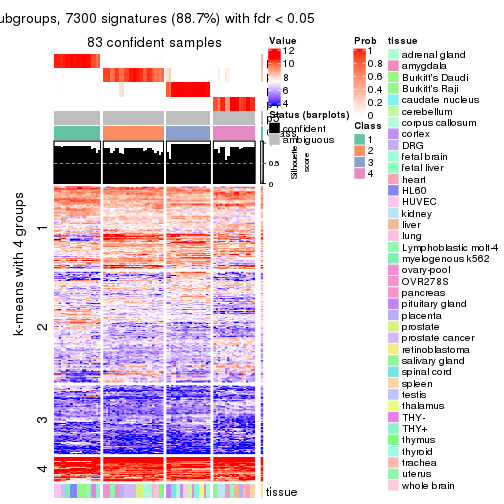 ubgroups, 7300 signatures (88.7%) with fdr < 0.05
83 confident samples
Value
12
10
8
6
4
Status (barplots)
confident
ambiguous
Silhouette
score
0.5
0
Prob
1
0.8
0.6
0.4
0.2
0
Class
1
2
3
4
k-means with 4 groups
1
2
3
4
tissue
tissue
adrenal gland
amygdala
Burkitt's Daudi
Burkitt's Raji
caudate nucleus
cerebellum
corpus callosum
cortex
DRG
fetal brain
fetal liver
heart
HL60
HUVEC
kidney
liver
lung
Lymphoblastic molt-4
myelogenous k562
ovary-pool
OVR278S
pancreas
pituitary gland
placenta
prostate
prostate cancer
retinoblastoma
salivary gland
spinal cord
spleen
testis
thalamus
THY-
THY+
thymus
thyroid
trachea
uterus
whole brain